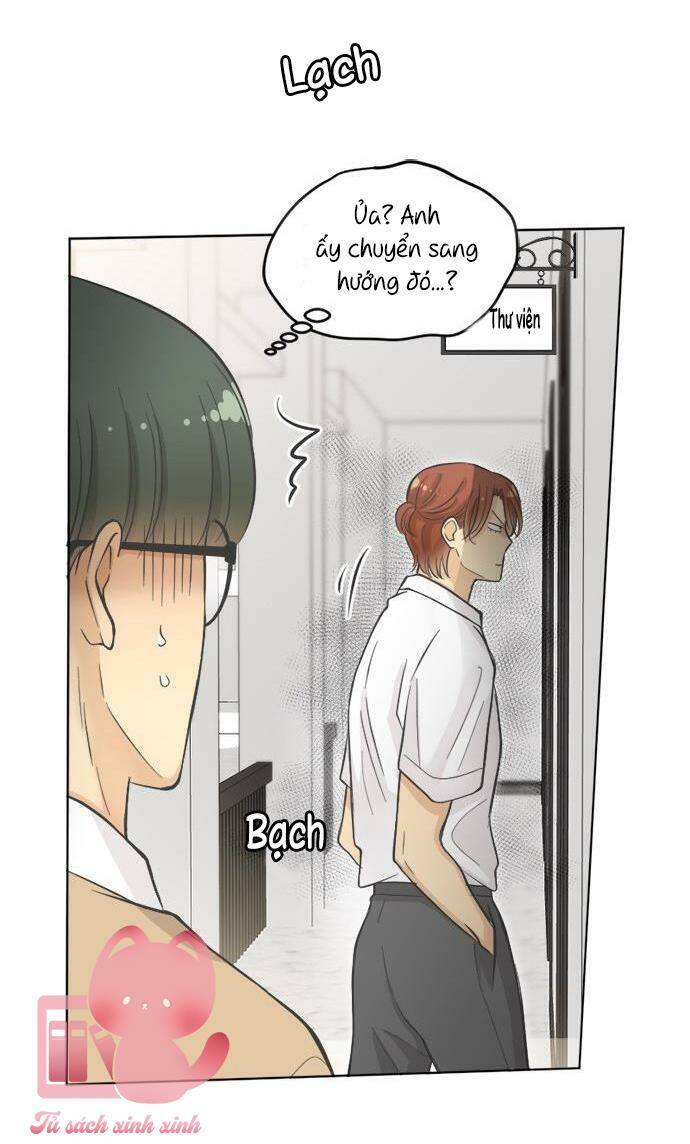 Lạch
Ủa? Anh
ấy chuyển sang
hướng đó...?
Thư viện
Bạch
Tủ sách xinh xinh